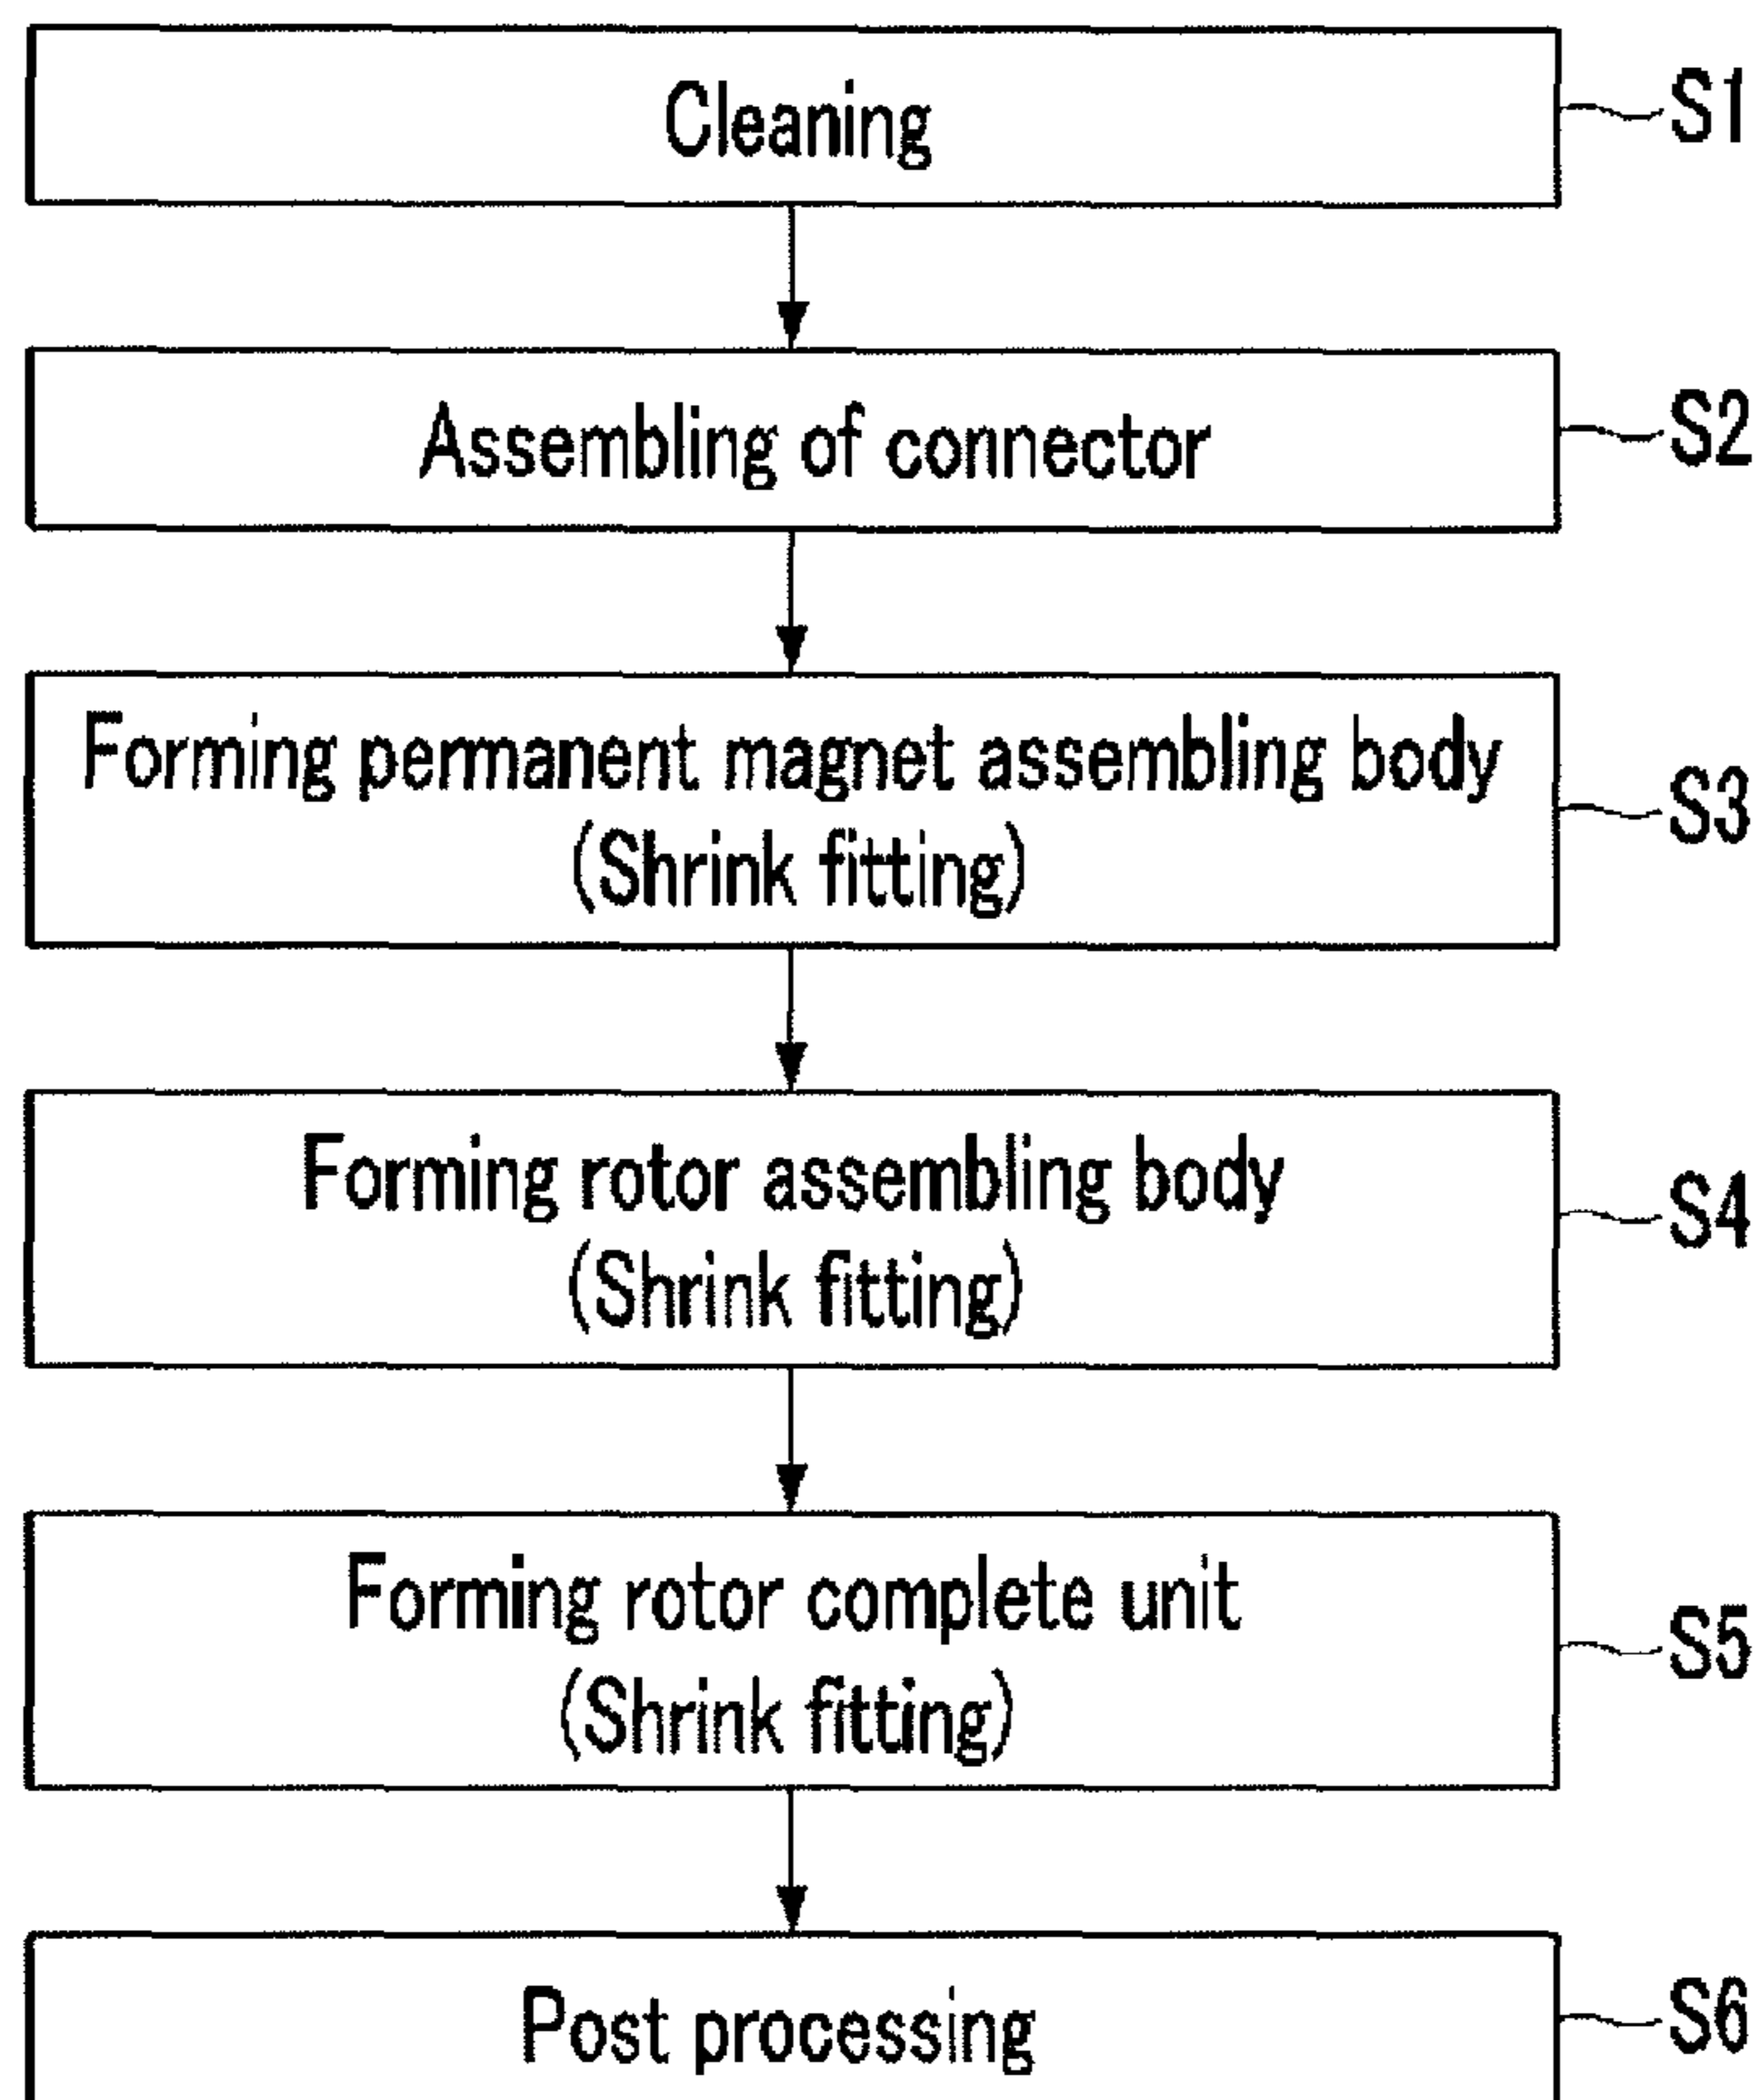 Cleaning
S1
Assembling of connector
S2
Forming permanent magnet assembling body
(Shrink fitting)
S3
Forming rotor assembling body
(Shrink fitting)
S4
Forming rotor complete unit
(Shrink fitting)
S5
Post processing
S6